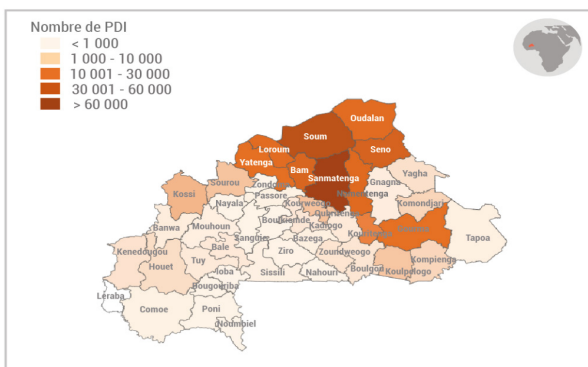 Nombre de PDI
< 1 000
1 000 - 10 000
10 001 - 30 000
30 001 - 60 000
> 60 000
Oudalan
Soum
Loroum
Yatenga
Bam
Seno
Sanmatenga
Yagha
Zondoma
Gnagna
Namentenga
Sourou
Passore
Kossi
Komondjari
Nayala
Kourweogo
Oubritenga
Banwa
Mouhoun
Boulkiemde
Kadiogo
Kouritenga
Gourma
Tapoa
Sanguie
Bazega
Kenedougou
Bale
Ziro
Zoundweogo
Kompienga
Houet
Tuy
Ioba
Sissili
Nahouri
Boulgou
Koulpelogo
Bougouriba
Leraba
Comoe
Poni
Noumbiel